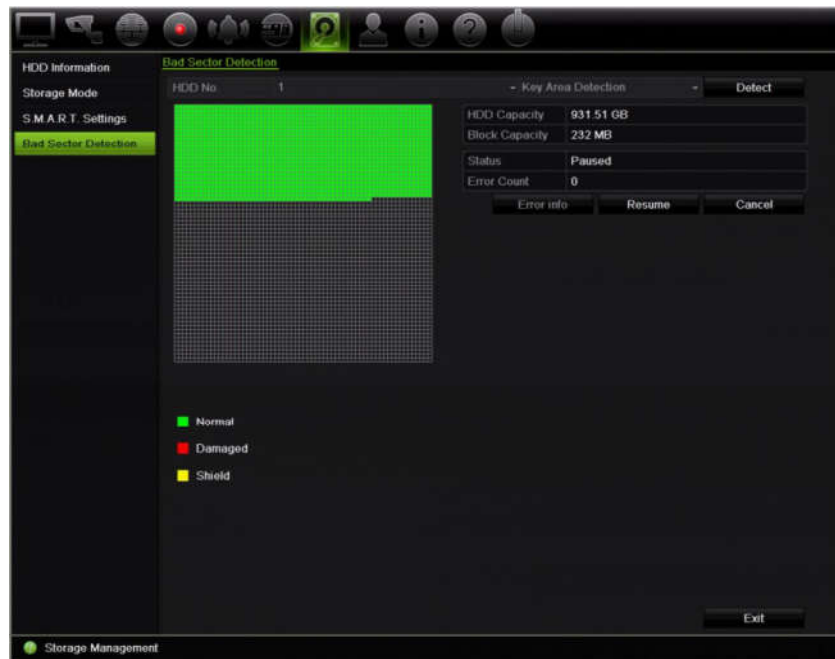 HDD Information
Storage Mode
S.M.A.R.T. Settings
Bad Sector Detection
Bad Sector Detection
HDD No. 1 Key Area Detection Detect
HDD Capacity 931.51 GB
Block Capacity 232 MB
Status Paused
Error Count 0
Error info Resume Cancel
Normal
Damaged
Shield
Exit
Storage Management